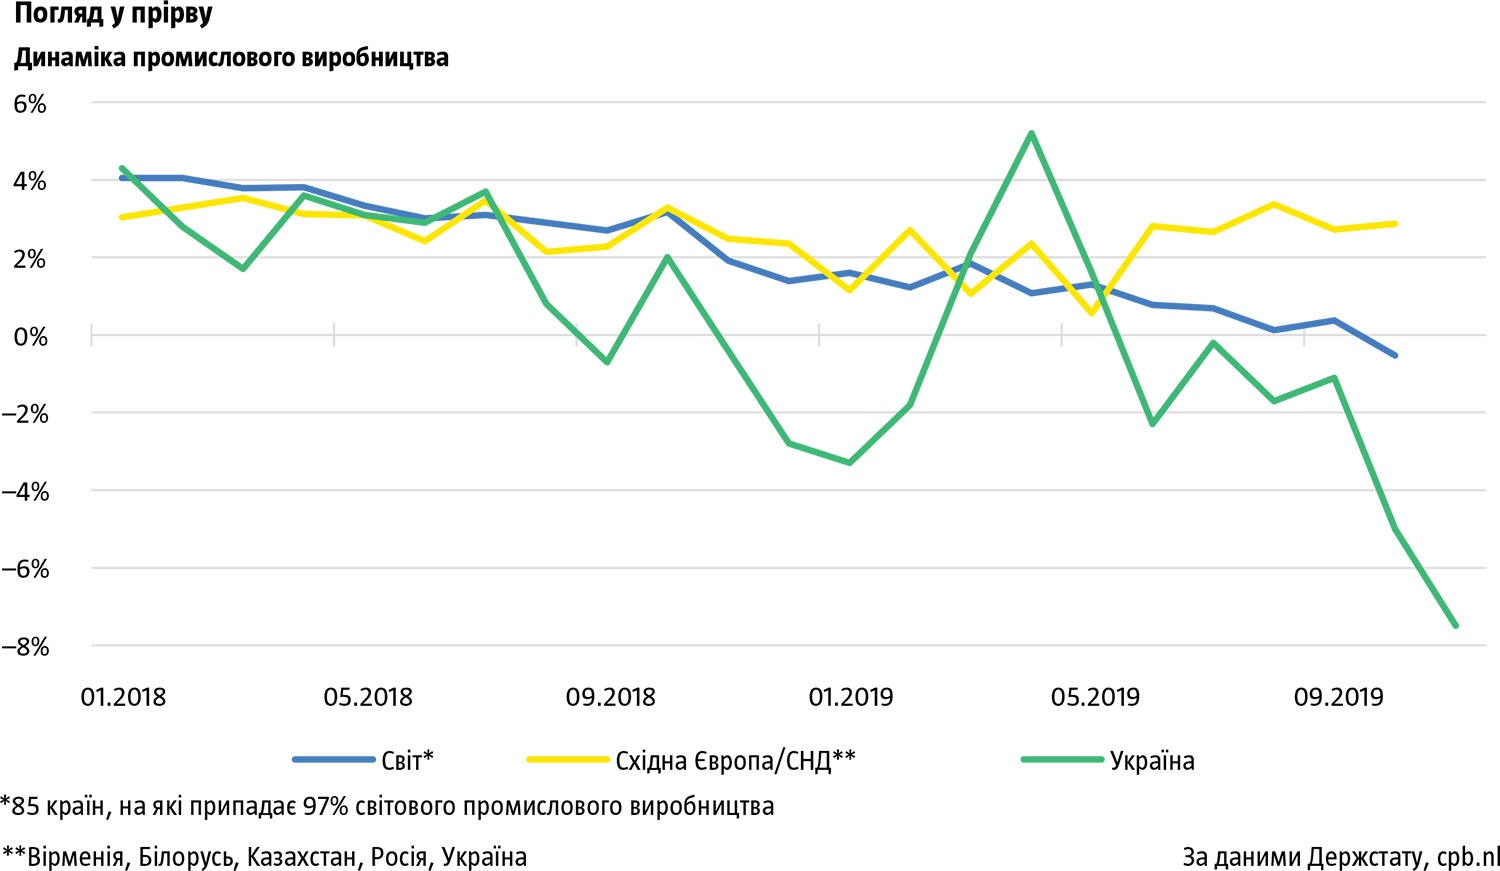 Погляд у прірву
Динаміка промислового виробництва
6%
4%
2%
0%
–2%
–4%
–6%
–8%
01.2018 05.2018 09.2018 01.2019 05.2019 09.2019
Світ* Східна Європа/СНД** Україна
*85 країн, на які припадає 97% світового промислового виробництва
**Вірменія, Білорусь, Казахстан, Росія, Україна За даними Держстату, cpb.nl